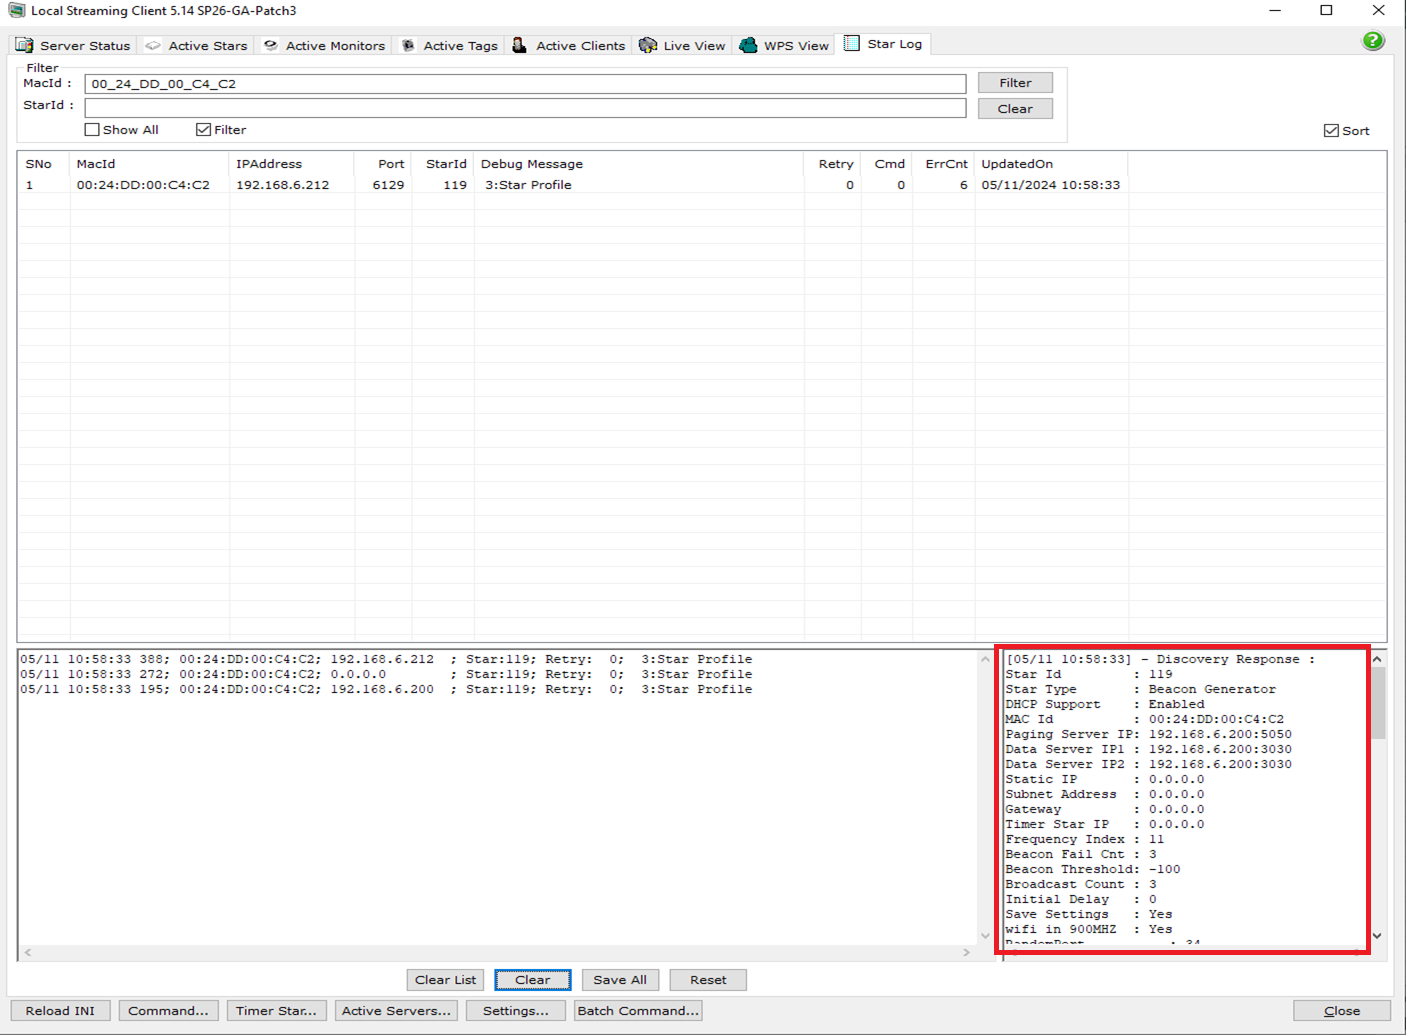 Local Streaming Client 5.14 SP26-GA-Patch3
Server Status Active Stars Active Monitors Active Tags Active Clients Live View WPS View Star Log ?
Filter
MacId : 00_24_DD_00_C4_C2 Filter
StarId : Clear
Show All Filter Sort
SNo MacId IPAddress Port StarId Debug Message Retry Cmd ErrCnt UpdatedOn
1 00:24:DD:00:C4:C2 192.168.6.212 6129 119 3:Star Profile 0 0 6 05/11/2024 10:58:33
05/11 10:58:33 388; 00:24:DD:00:C4:C2; 192.168.6.212 ; Star:119; Retry: 0; 3:Star Profile
05/11 10:58:33 272; 00:24:DD:00:C4:C2; 0.0.0.0 ; Star:119; Retry: 0; 3:Star Profile
05/11 10:58:33 195; 00:24:DD:00:C4:C2; 192.168.6.200 ; Star:119; Retry: 0; 3:Star Profile
[05/11 10:58:33] - Discovery Response :
Star Id : 119
Star Type : Beacon Generator
DHCP Support : Enabled
MAC Id : 00:24:DD:00:C4:C2
Paging Server IP: 192.168.6.200:5050
Data Server IP1 : 192.168.6.200:3030
Data Server IP2 : 192.168.6.200:3030
Static IP : 0.0.0.0
Subnet Address : 0.0.0.0
Gateway : 0.0.0.0
Timer Star IP : 0.0.0.0
Frequency Index : 11
Beacon Fail Cnt : 3
Beacon Threshold: -100
Broadcast Count : 3
Initial Delay : 0
Save Settings : Yes
wifi in 900MHZ : Yes
RandomPort : 34
Clear List Clear Save All Reset
Reload INI Command... Timer Star... Active Servers... Settings... Batch Command... Close